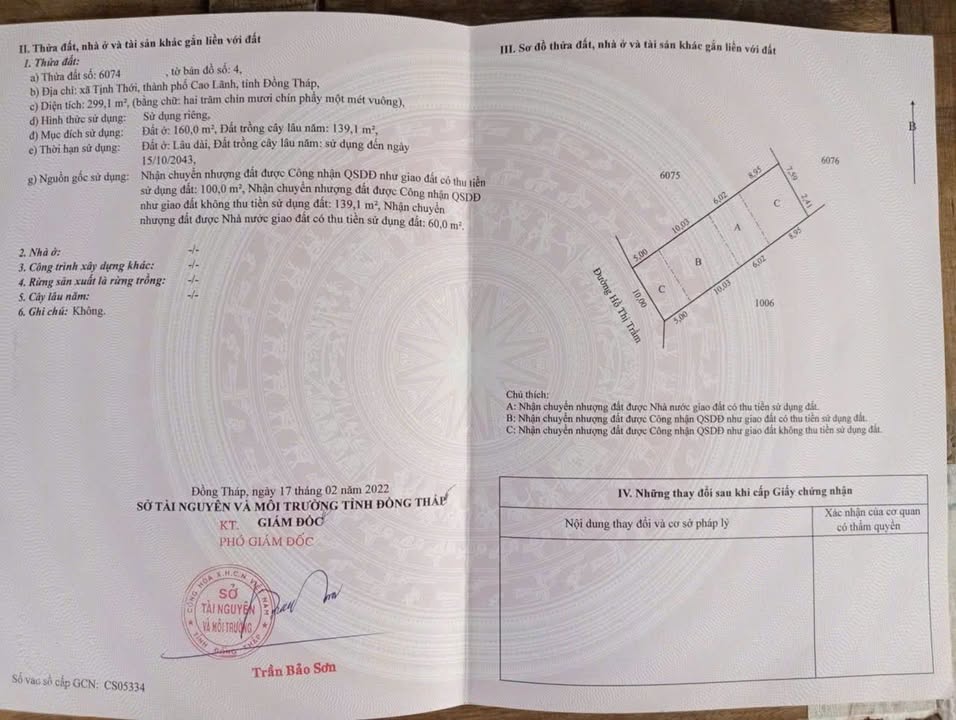 II. Thửa đất, nhà ở và tài sản khác gắn liền với đất
1. Thửa đất:
a) Thửa đất số: 6074 , tờ bản đồ số: 4,
b) Địa chỉ: xã Tịnh Thới, thành phố Cao Lãnh, tỉnh Đồng Tháp,
c) Diện tích: 299,1 m², (bằng chữ: hai trăm chín mươi chín phẩy một mét vuông),
d) Hình thức sử dụng: Sử dụng riêng,
đ) Mục đích sử dụng: Đất ở: 160,0 m², Đất trồng cây lâu năm: 139,1 m²,
e) Thời hạn sử dụng: Đất ở: Lâu dài, Đất trồng cây lâu năm: sử dụng đến ngày
15/10/2043,
g) Nguồn gốc sử dụng: Nhận chuyển nhượng đất được Công nhận QSDĐ như giao đất có thu tiền
sử dụng đất: 100,0 m², Nhận chuyển nhượng đất được Công nhận QSDĐ
như giao đất không thu tiền sử dụng đất: 139,1 m², Nhận chuyển
nhượng đất được Nhà nước giao đất có thu tiền sử dụng đất: 60,0 m².
2. Nhà ở: -/-
3. Công trình xây dựng khác: -/-
4. Rừng sản xuất là rừng trồng: -/-
5. Cây lâu năm: -/-
6. Ghi chú: Không.
Đồng Tháp, ngày 17 tháng 02 năm 2022
SỞ TÀI NGUYÊN VÀ MÔI TRƯỜNG TỈNH ĐỒNG THÁP
KT. GIÁM ĐỐC
PHÓ GIÁM ĐỐC
CỘNG HÒA X.H.C.N VIỆT NAM
SỞ
TÀI NGUYÊN
VÀ MÔI TRƯỜNG
TỈNH ĐỒNG THÁP
Trần Bảo Sơn
Số vào sổ cấp GCN: CS05334
III. Sơ đồ thửa đất, nhà ở và tài sản khác gắn liền với đất
B
6075
6076
8,95
7,59
6,02
C
2,41
10,03
A
8,95
5,00
B
6,02
C
10,03
10,00
5,00
1006
Đường Hồ Thị Trầm
Chú thích:
A: Nhận chuyển nhượng đất được Nhà nước giao đất có thu tiền sử dụng đất.
B: Nhận chuyển nhượng đất được Công nhận QSDĐ như giao đất có thu tiền sử dụng đất.
C: Nhận chuyển nhượng đất được Công nhận QSDĐ như giao đất không thu tiền sử dụng đất.
IV. Những thay đổi sau khi cấp Giấy chứng nhận
Nội dung thay đổi và cơ sở pháp lý
Xác nhận của cơ quan
có thẩm quyền